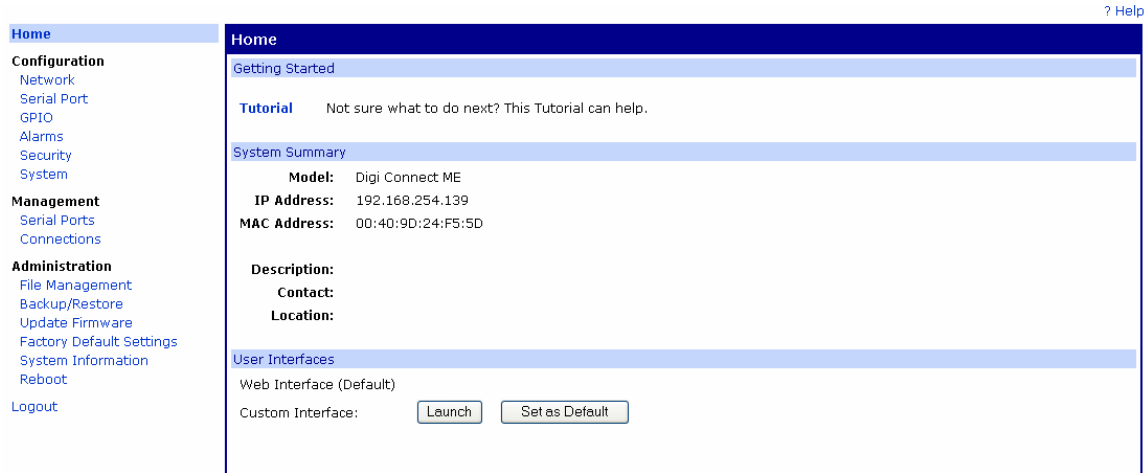 ? Help
Home
Configuration
Network
Serial Port
GPIO
Alarms
Security
System
Management
Serial Ports
Connections
Administration
File Management
Backup/Restore
Update Firmware
Factory Default Settings
System Information
Reboot
Logout
Home
Getting Started
Tutorial Not sure what to do next? This Tutorial can help.
System Summary
Model: Digi Connect ME
IP Address: 192.168.254.139
MAC Address: 00:40:9D:24:F5:5D
Description:
Contact:
Location:
User Interfaces
Web Interface (Default)
Custom Interface: Launch Set as Default